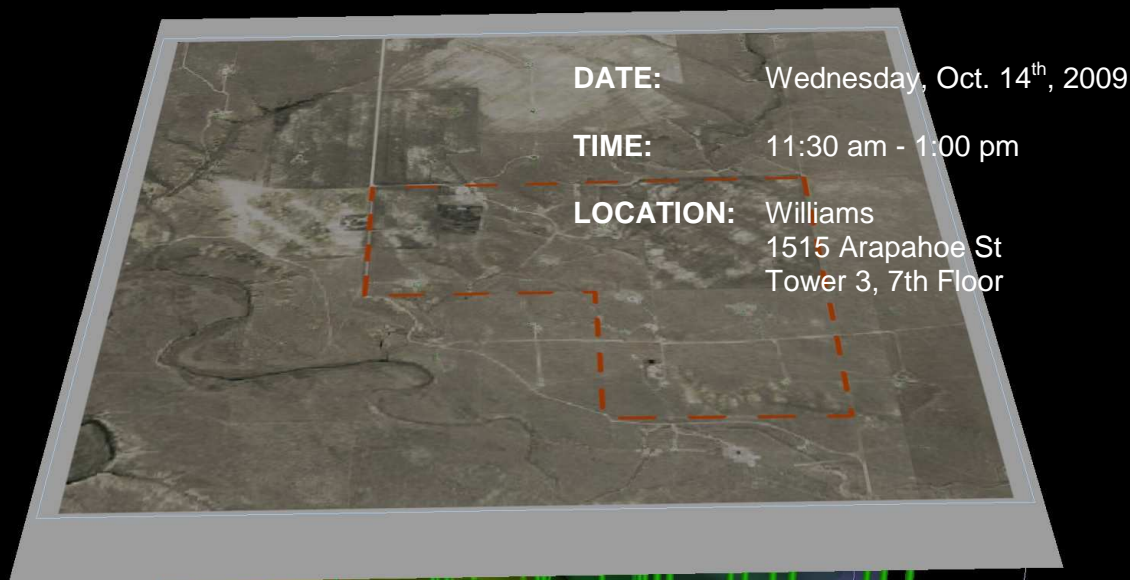 DATE: Wednesday, Oct. 14th, 2009
TIME: 11:30 am - 1:00 pm
LOCATION: Williams
1515 Arapahoe St
Tower 3, 7th Floor